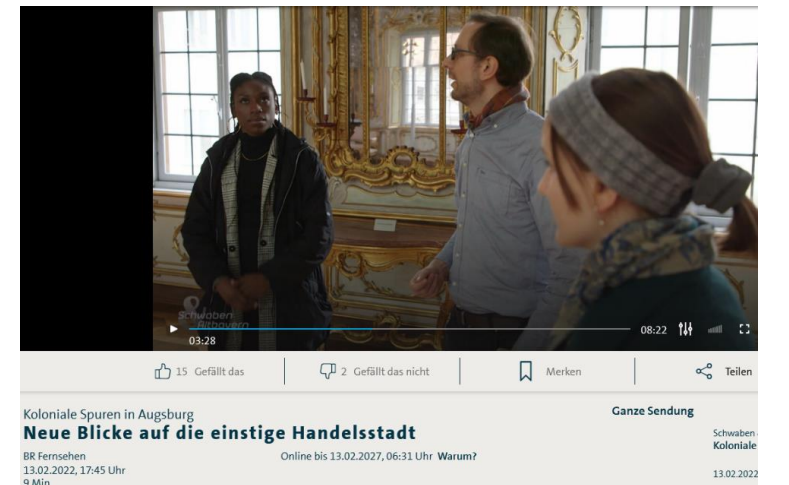 Schwaben
Altbayern
03:28
08:22
15 Gefällt das
2 Gefällt das nicht
Merken
Teilen
Koloniale Spuren in Augsburg
Neue Blicke auf die einstige Handelsstadt
BR Fernsehen
13.02.2022, 17:45 Uhr
9 Min
Online bis 13.02.2027, 06:31 Uhr Warum?
Ganze Sendung
Schwaben
Koloniale
13.02.2022